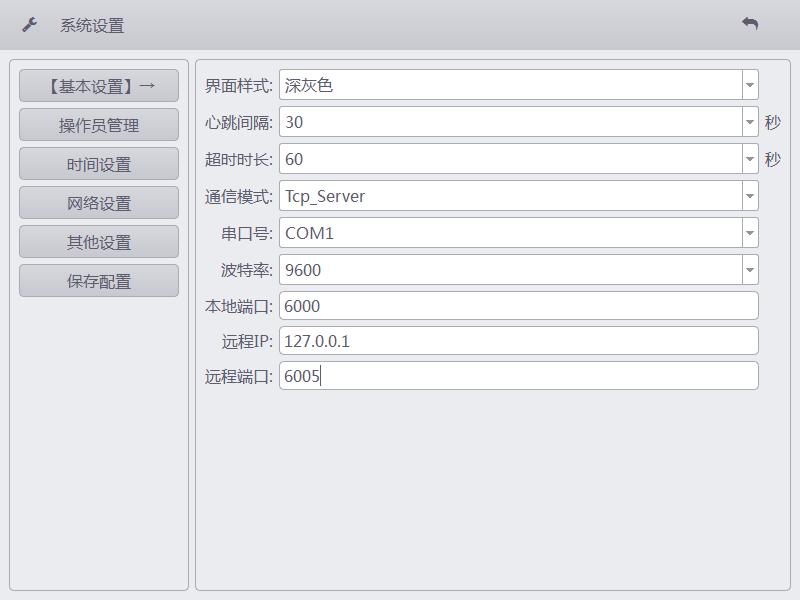 系统设置
【基本设置】→
操作员管理
时间设置
网络设置
其他设置
保存配置
界面样式: 深灰色
心跳间隔: 30 秒
超时时长: 60 秒
通信模式: Tcp_Server
串口号: COM1
波特率: 9600
本地端口: 6000
远程IP: 127.0.0.1
远程端口: 6005